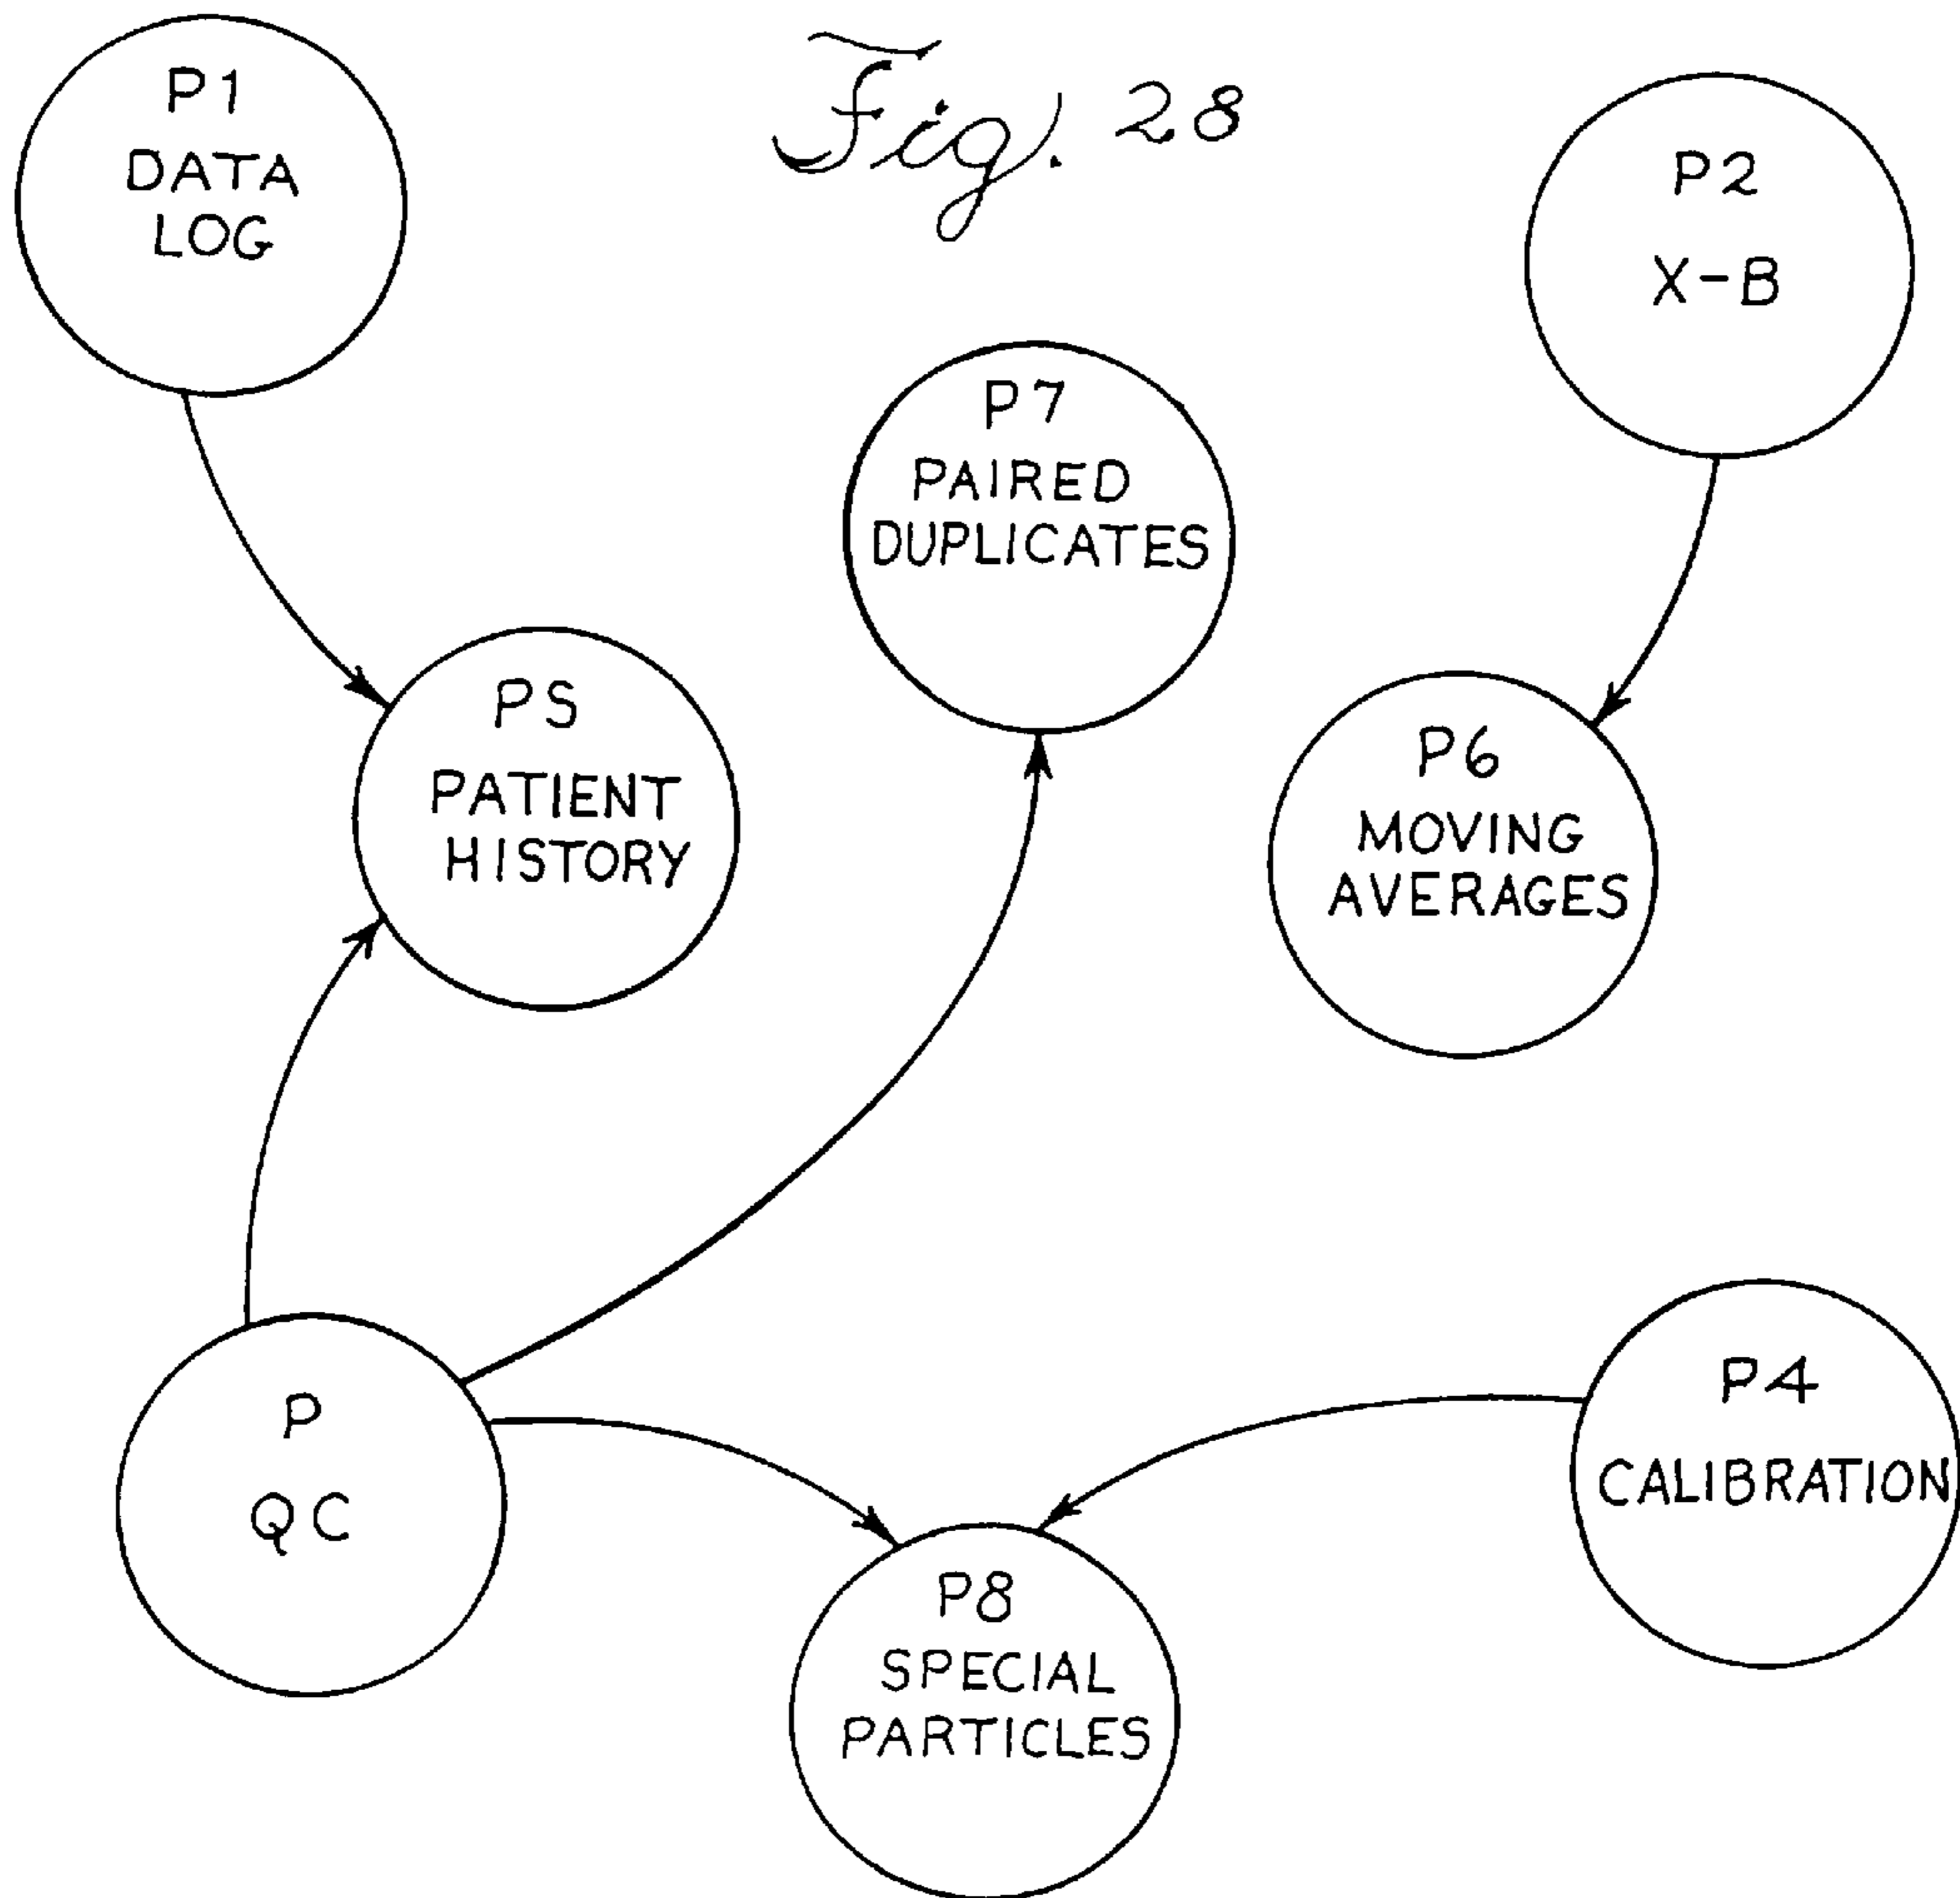 Fig. 28
P1
DATA
LOG
P2
X-B
P7
PAIRED
DUPLICATES
PS
PATIENT
HISTORY
P6
MOVING
AVERAGES
P
QC
P4
CALIBRATION
P8
SPECIAL
PARTICLES